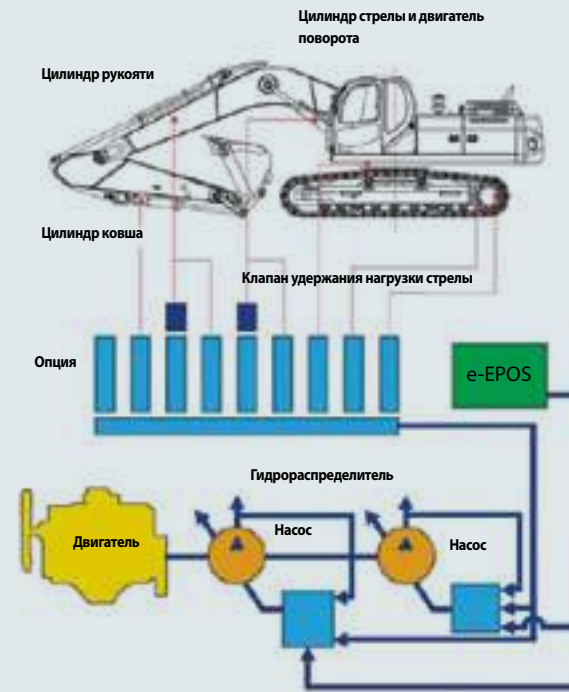 Цилиндр стрелы и двигатель
поворота
Цилиндр рукояти
Цилиндр ковша
Клапан удержания нагрузки стрелы
Опция
e-EPOS
Гидрораспределитель
Двигатель
Насос
Насос